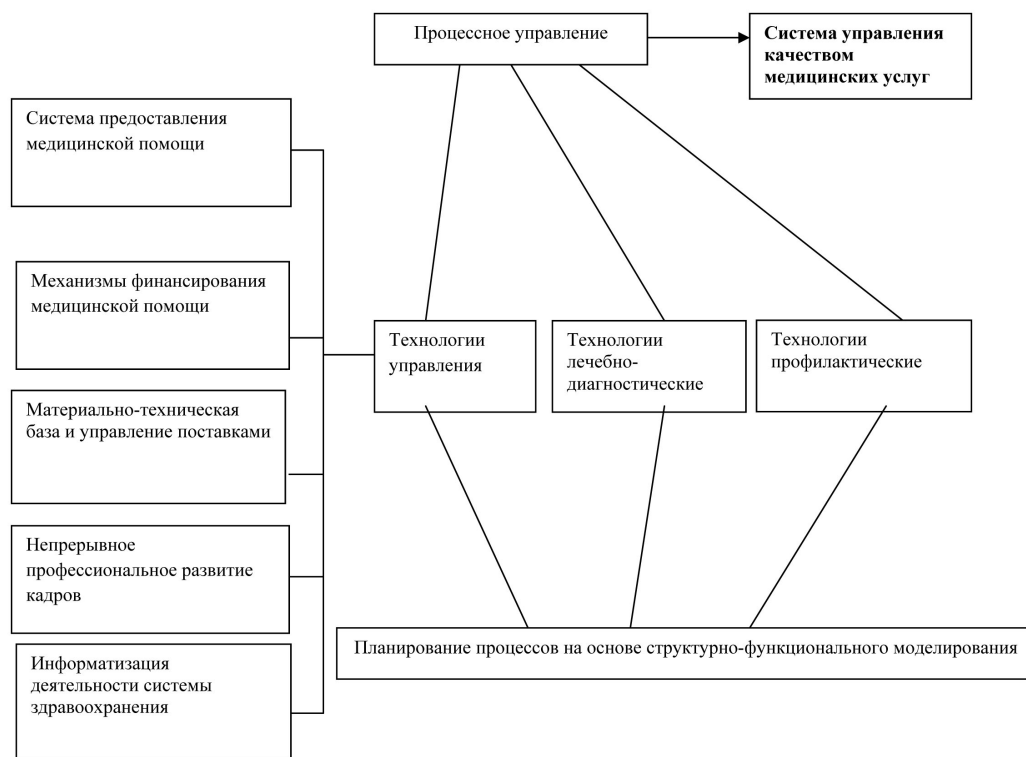 Процессное управление
Система управления
качеством
медицинских услуг
Система предоставления
медицинской помощи
Механизмы финансирования
медицинской помощи
Материально-техническая
база и управление поставками
Непрерывное
профессиональное развитие
кадров
Информатизация
деятельности системы
здравоохранения
Технологии
управления
Технологии
лечебно-
диагностические
Технологии
профилактические
Планирование процессов на основе структурно-функционального моделирования